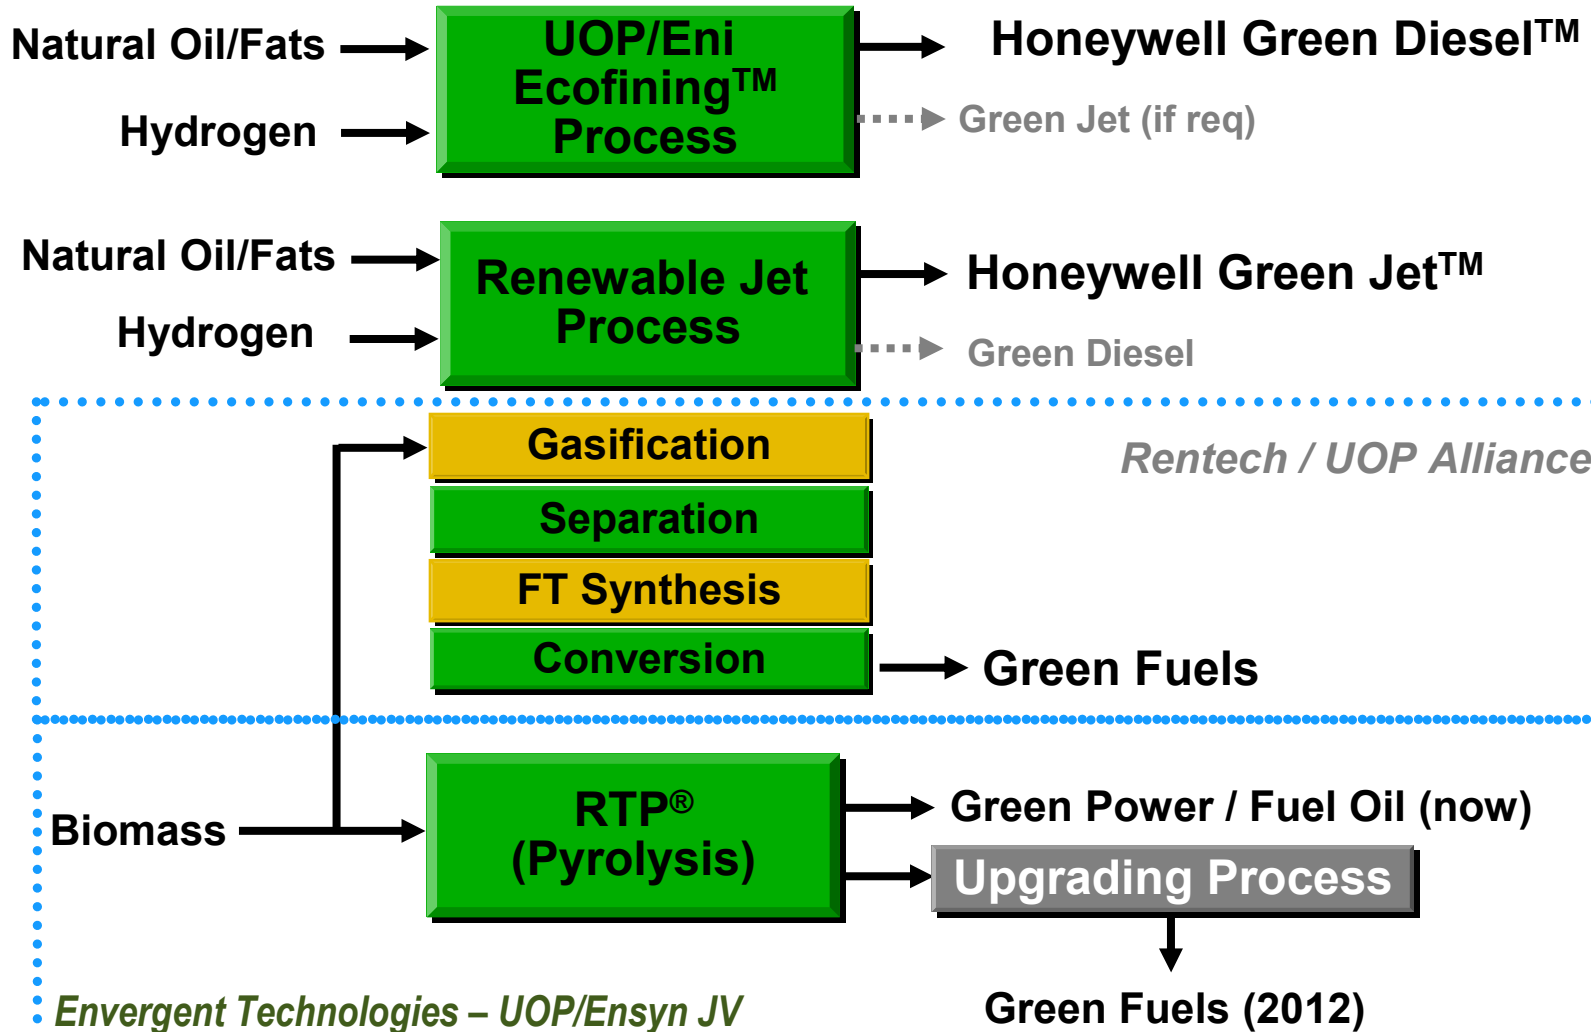 Natural Oil/Fats
Hydrogen
UOP/Eni
Ecofining™
Process
Honeywell Green Diesel™
Green Jet (if req)
Natural Oil/Fats
Hydrogen
Renewable Jet
Process
Honeywell Green Jet™
Green Diesel
Gasification
Rentech / UOP Alliance
Separation
FT Synthesis
Conversion
Green Fuels
Biomass
RTP®
(Pyrolysis)
Green Power / Fuel Oil (now)
Upgrading Process
Green Fuels (2012)
Envergent Technologies – UOP/Ensyn JV